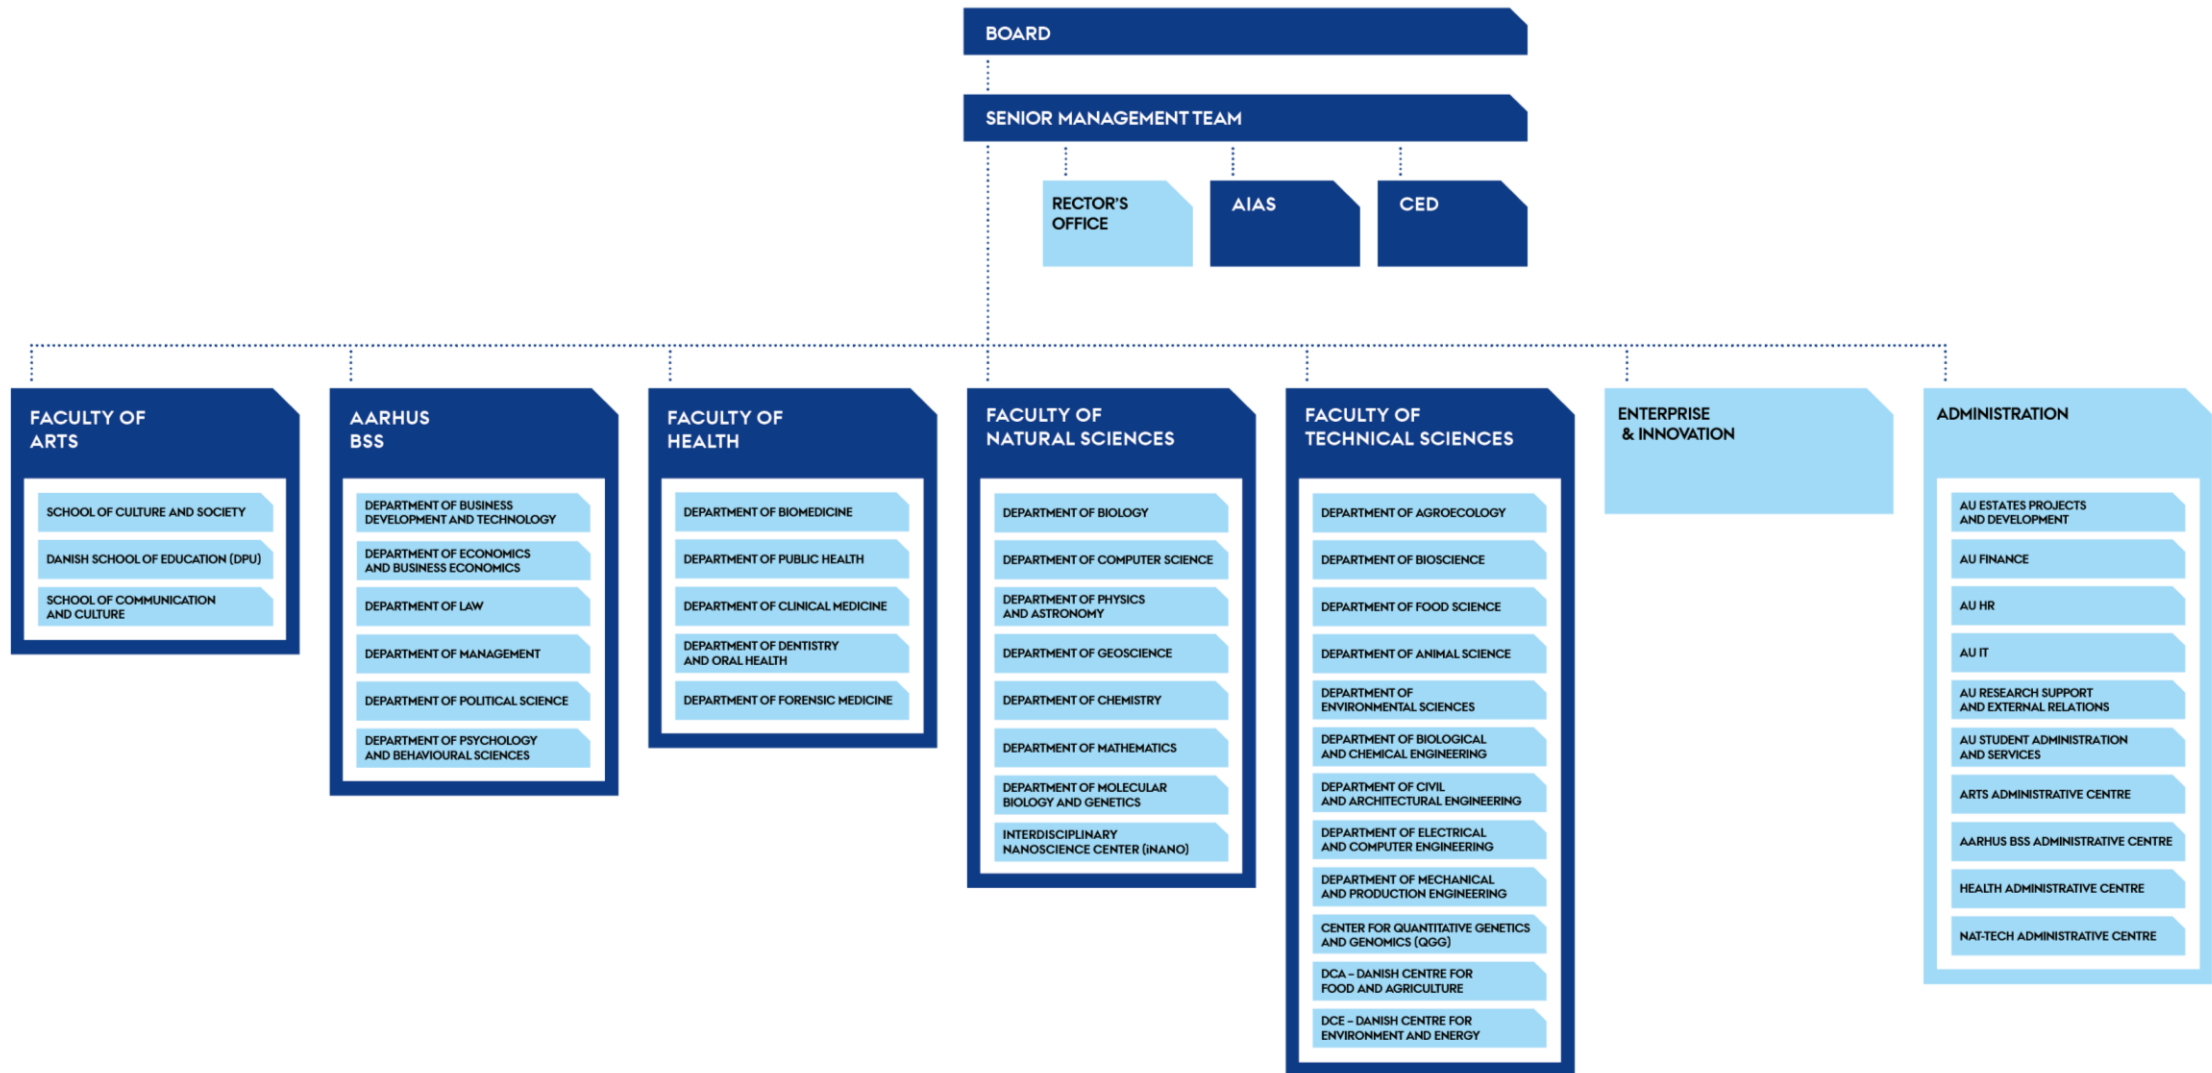 BOARD
SENIOR MANAGEMENT TEAM
RECTOR'S
OFFICE
AIAS
CED
FACULTY OF
ARTS
SCHOOL OF CULTURE AND SOCIETY
DANISH SCHOOL OF EDUCATION (DPU)
SCHOOL OF COMMUNICATION
AND CULTURE
AARHUS
BSS
DEPARTMENT OF BUSINESS
DEVELOPMENT AND TECHNOLOGY
DEPARTMENT OF ECONOMICS
AND BUSINESS ECONOMICS
DEPARTMENT OF LAW
DEPARTMENT OF MANAGEMENT
DEPARTMENT OF POLITICAL SCIENCE
DEPARTMENT OF PSYCHOLOGY
AND BEHAVIOURAL SCIENCES
FACULTY OF
HEALTH
DEPARTMENT OF BIOMEDICINE
DEPARTMENT OF PUBLIC HEALTH
DEPARTMENT OF CLINICAL MEDICINE
DEPARTMENT OF DENTISTRY
AND ORAL HEALTH
DEPARTMENT OF FORENSIC MEDICINE
FACULTY OF
NATURAL SCIENCES
DEPARTMENT OF BIOLOGY
DEPARTMENT OF COMPUTER SCIENCE
DEPARTMENT OF PHYSICS
AND ASTRONOMY
DEPARTMENT OF GEOSCIENCE
DEPARTMENT OF CHEMISTRY
DEPARTMENT OF MATHEMATICS
DEPARTMENT OF MOLECULAR
BIOLOGY AND GENETICS
INTERDISCIPLINARY
NANOSCIENCE CENTER (iNANO)
FACULTY OF
TECHNICAL SCIENCES
DEPARTMENT OF AGROECOLOGY
DEPARTMENT OF BIOSCIENCE
DEPARTMENT OF FOOD SCIENCE
DEPARTMENT OF ANIMAL SCIENCE
DEPARTMENT OF
ENVIRONMENTAL SCIENCES
DEPARTMENT OF BIOLOGICAL
AND CHEMICAL ENGINEERING
DEPARTMENT OF CIVIL
AND ARCHITECTURAL ENGINEERING
DEPARTMENT OF ELECTRICAL
AND COMPUTER ENGINEERING
DEPARTMENT OF MECHANICAL
AND PRODUCTION ENGINEERING
CENTER FOR QUANTITATIVE GENETICS
AND GENOMICS (QGG)
DCA – DANISH CENTRE FOR
FOOD AND AGRICULTURE
DCE – DANISH CENTRE FOR
ENVIRONMENT AND ENERGY
ENTERPRISE
& INNOVATION
ADMINISTRATION
AU ESTATES PROJECTS
AND DEVELOPMENT
AU FINANCE
AU HR
AU IT
AU RESEARCH SUPPORT
AND EXTERNAL RELATIONS
AU STUDENT ADMINISTRATION
AND SERVICES
ARTS ADMINISTRATIVE CENTRE
AARHUS BSS ADMINISTRATIVE CENTRE
HEALTH ADMINISTRATIVE CENTRE
NAT-TECH ADMINISTRATIVE CENTRE